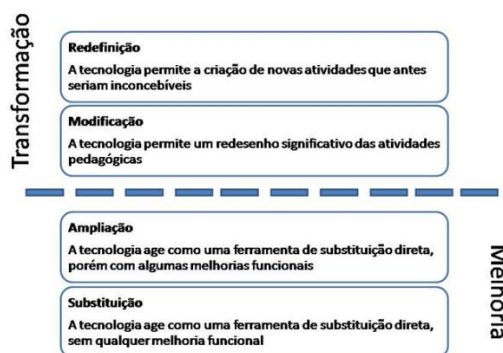 Transformação
Redefinição
A tecnologia permite a criação de novas atividades que antes
seriam inconcebíveis
Modificação
A tecnologia permite um redesenho significativo das atividades
pedagógicas
Ampliação
A tecnologia age como uma ferramenta de substituição direta,
porém com algumas melhorias funcionais
Substituição
A tecnologia age como uma ferramenta de substituição direta,
sem qualquer melhoria funcional
Melhoria